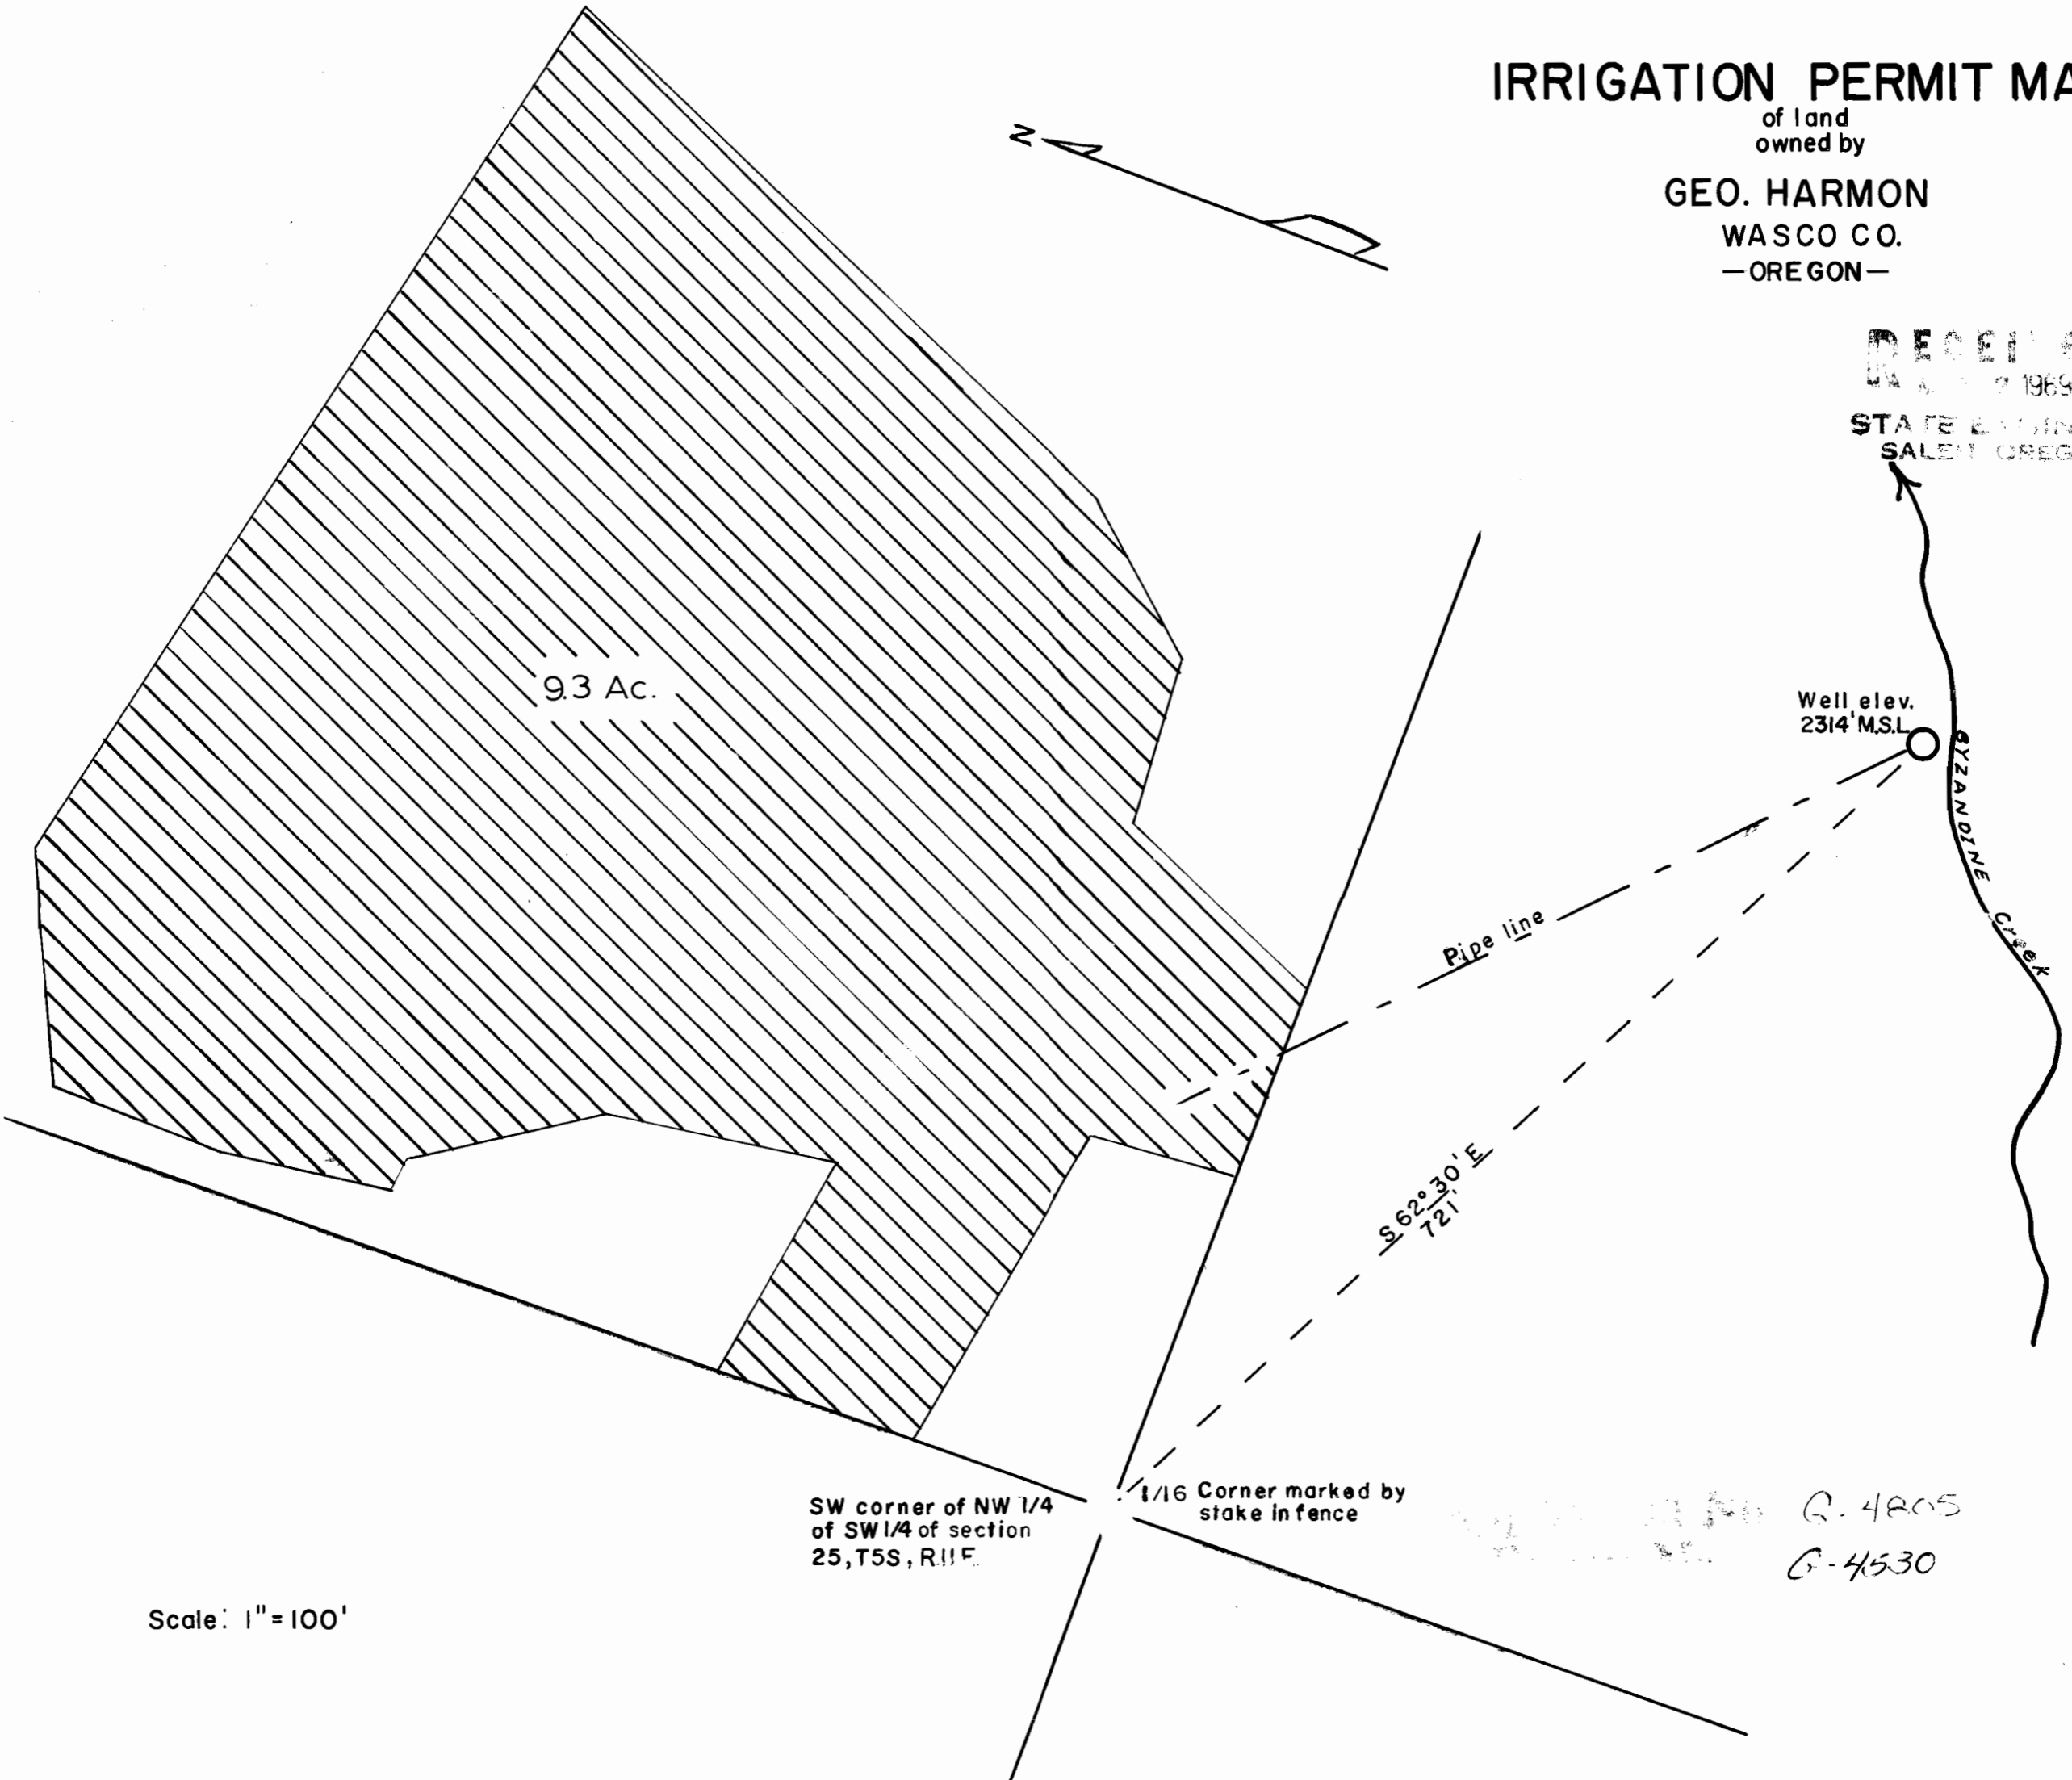 IRRIGATION PERMIT MA
of land
owned by
GEO. HARMON
WASCO CO.
—OREGON—
1969
SALEM OREG
N
9.3 Ac.
Well elev.
2314' M.S.L.
BYZANDINE Creek
Pipe line
S 62° 30' E
721'
1/16 Corner marked by
stake in fence
SW corner of NW 1/4
of SW 1/4 of section
25, T5S, R11E
G-4805
G-4530
Scale: 1"=100'